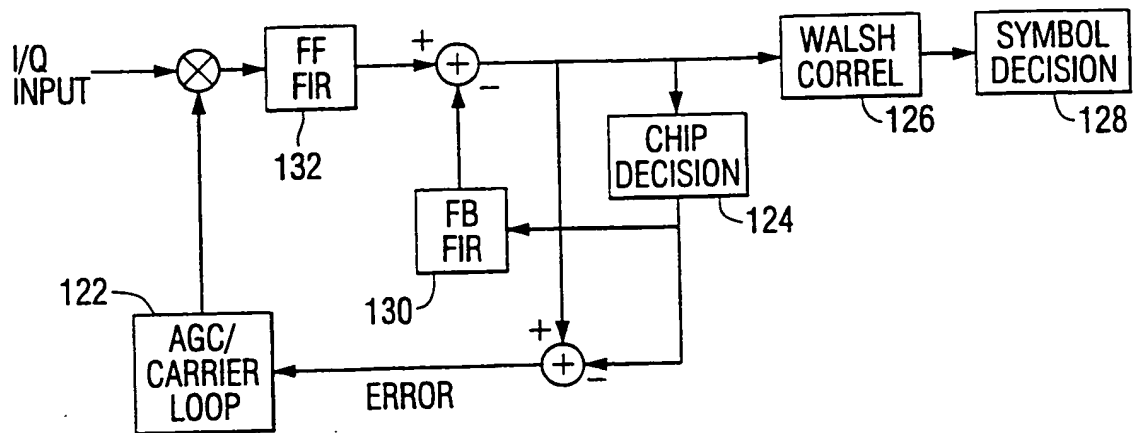 I/Q
INPUT
FF
FIR
132
+
+
−
WALSH
CORREL
126
SYMBOL
DECISION
128
CHIP
DECISION
124
FB
FIR
130
122
AGC/
CARRIER
LOOP
ERROR
+
+
−